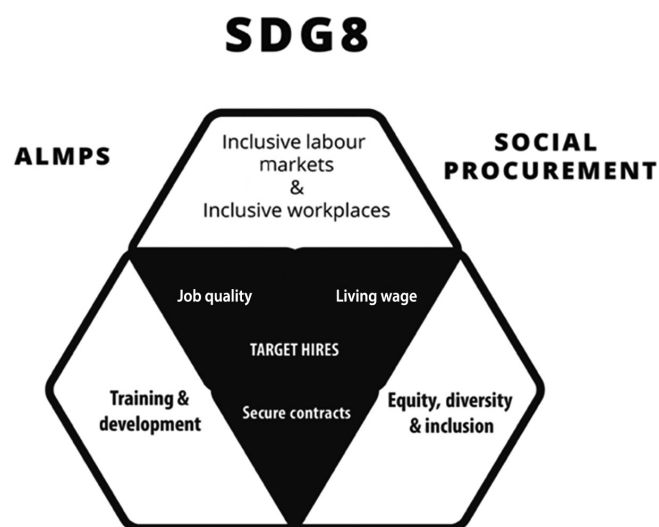 SDG8
ALMPS
SOCIAL
PROCUREMENT
Inclusive labour
markets
&
Inclusive workplaces
Job quality
Living wage
TARGET HIRES
Secure contracts
Training &
development
Equity, diversity
& inclusion